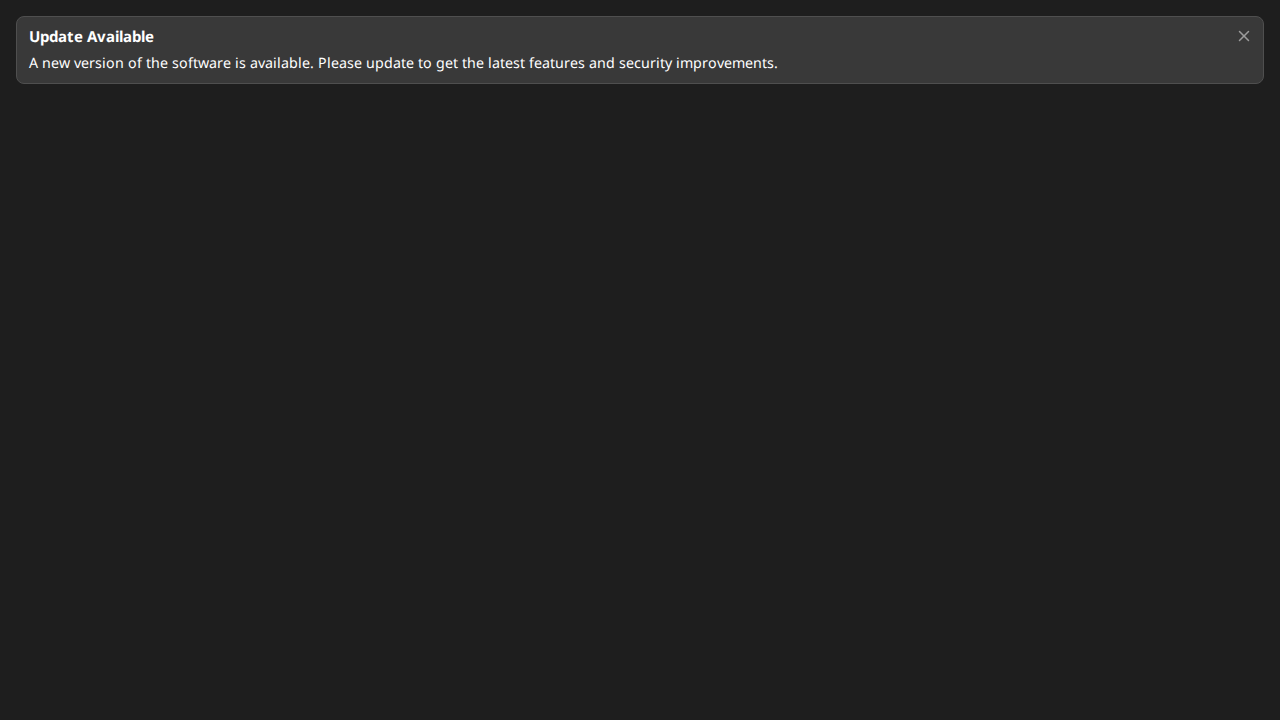 Update Available
A new version of the software is available. Please update to get the latest features and security improvements.